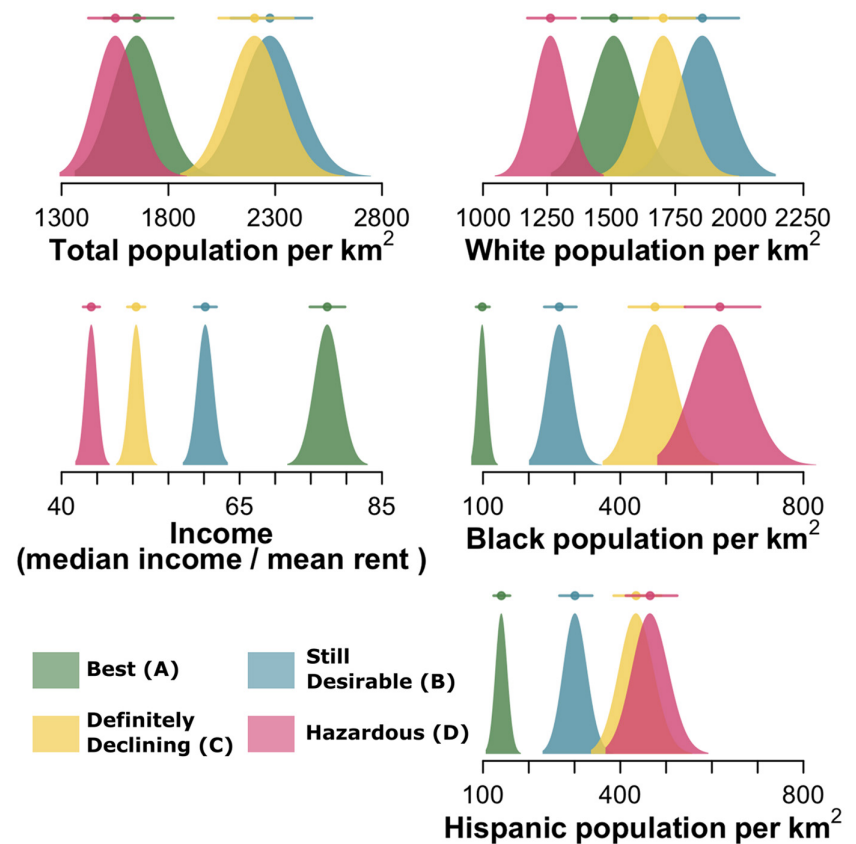 1300 1800 2300 2800
Total population per km2
1000 1250 1500 1750 2000 2250
White population per km2
40 65 85
Income
(median income / mean rent )
100 400 800
Black population per km2
100 400 800
Hispanic population per km2
Best (A)
Still
Desirable (B)
Definitely
Declining (C)
Hazardous (D)